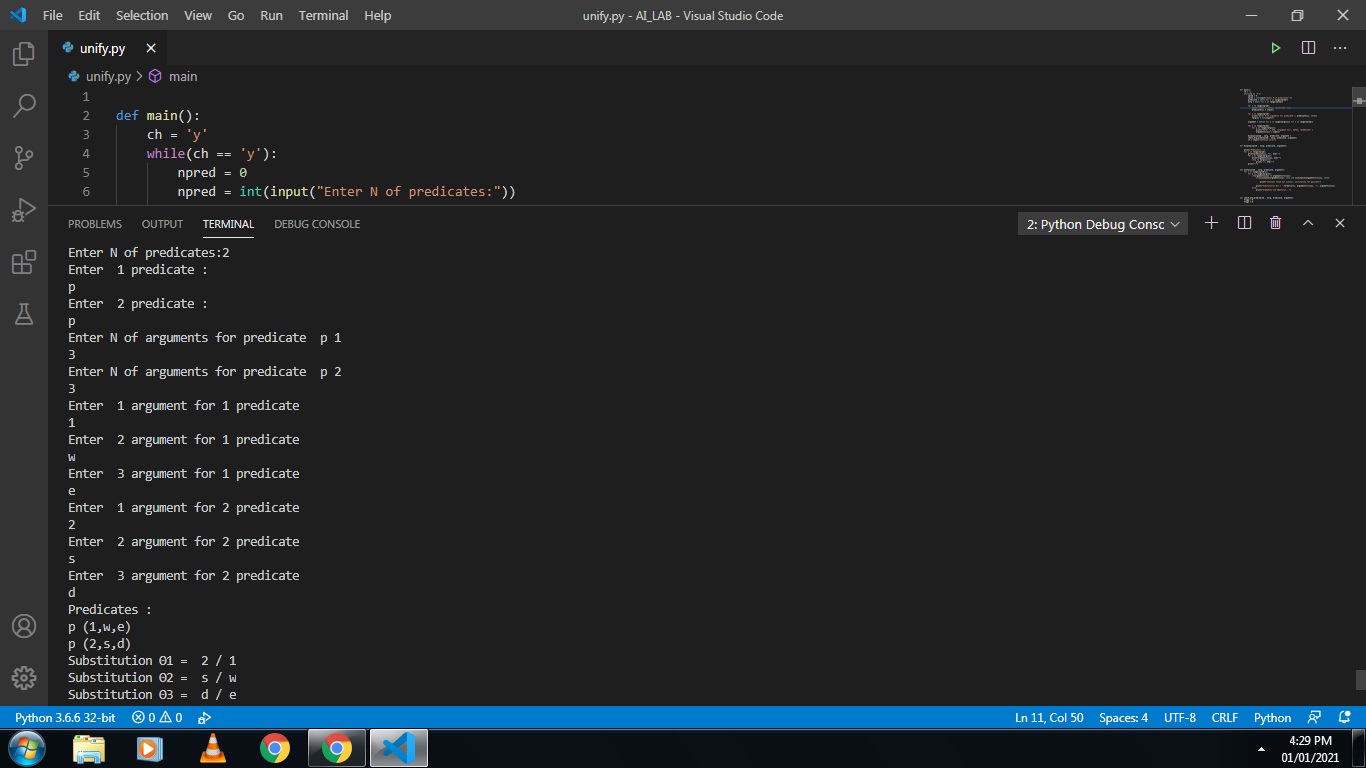 File Edit Selection View Go Run Terminal Help
unify.py - AI_LAB - Visual Studio Code
unify.py
unify.py > main
1
2 def main():
3 ch = 'y'
4 while(ch == 'y'):
5 npred = 0
6 npred = int(input("Enter N of predicates:"))
PROBLEMS OUTPUT TERMINAL DEBUG CONSOLE
2: Python Debug Consc
Enter N of predicates:2
Enter  1 predicate :
p
Enter  2 predicate :
p
Enter N of arguments for predicate  p 1
3
Enter N of arguments for predicate  p 2
3
Enter  1 argument for 1 predicate
1
Enter  2 argument for 1 predicate
w
Enter  3 argument for 1 predicate
e
Enter  1 argument for 2 predicate
2
Enter  2 argument for 2 predicate
s
Enter  3 argument for 2 predicate
d
Predicates :
p (1,w,e)
p (2,s,d)
Substitution θ1 =  2 / 1
Substitution θ2 =  s / w
Substitution θ3 =  d / e
Python 3.6.6 32-bit 0 0 Ln 11, Col 50 Spaces: 4 UTF-8 CRLF Python
4:29 PM
01/01/2021